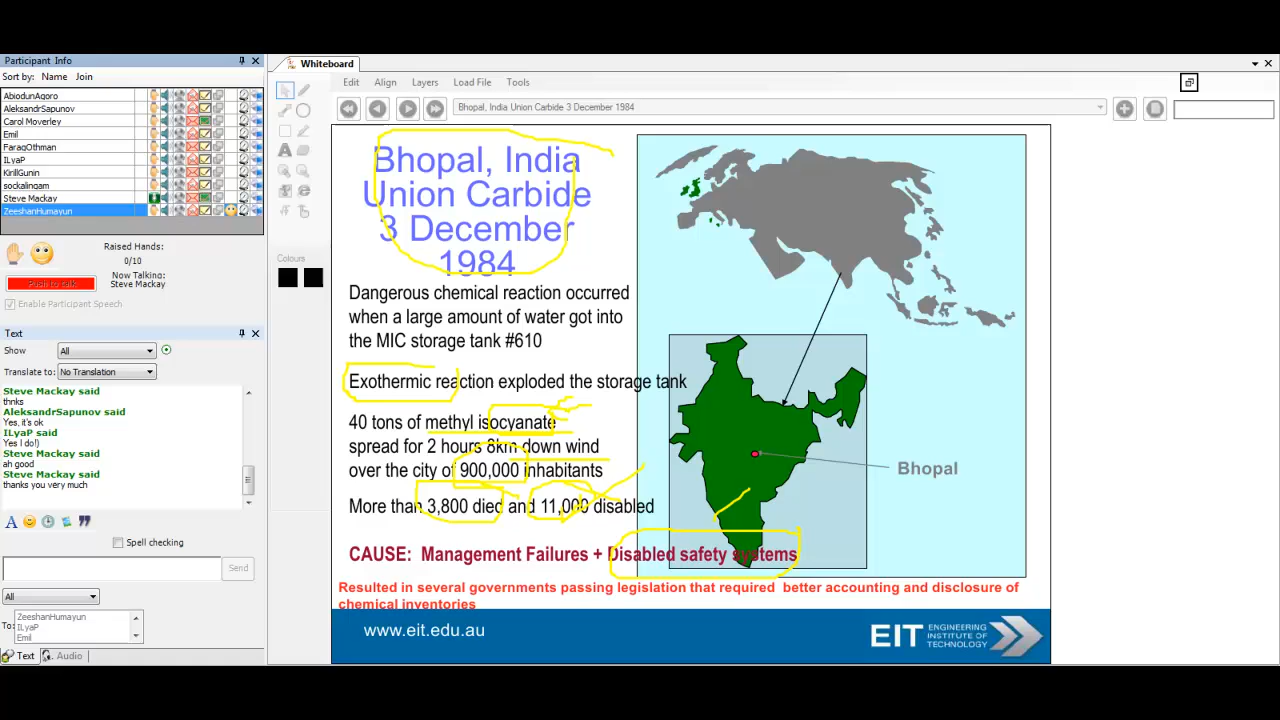 Participant Info
Sort by: Name Join
AbiodunAgoro
AleksandrSapunov
Carol Moverley
Emil
FaragOthman
ILyaP
KirillGunin
sockalingam
Steve Mackay
ZeeshanHumayun
Raised Hands:
0/10
Now Talking:
Steve Mackay
Push to talk
Enable Participant Speech
Text
Show All
Translate to: No Translation
Steve Mackay said
thnks
AleksandrSapunov said
Yes, it's ok
ILyaP said
Yes I do!)
Steve Mackay said
ah good
Steve Mackay said
thanks you very much
Spell checking
Send
All
To:
ZeeshanHumayun
ILyaP
Emil
Text Audio
Whiteboard
Edit Align Layers Load File Tools
Bhopal, India Union Carbide 3 December 1984
Colours
Bhopal, India
Union Carbide
3 December
1984
Dangerous chemical reaction occurred
when a large amount of water got into
the MIC storage tank #610
Exothermic reaction exploded the storage tank
40 tons of methyl isocyanate
spread for 2 hours 8km down wind
over the city of 900,000 inhabitants
More than 3,800 died and 11,000 disabled
CAUSE: Management Failures + Disabled safety systems
Resulted in several governments passing legislation that required better accounting and disclosure of
chemical inventories
Bhopal
www.eit.edu.au
EIT ENGINEERING
INSTITUTE OF
TECHNOLOGY